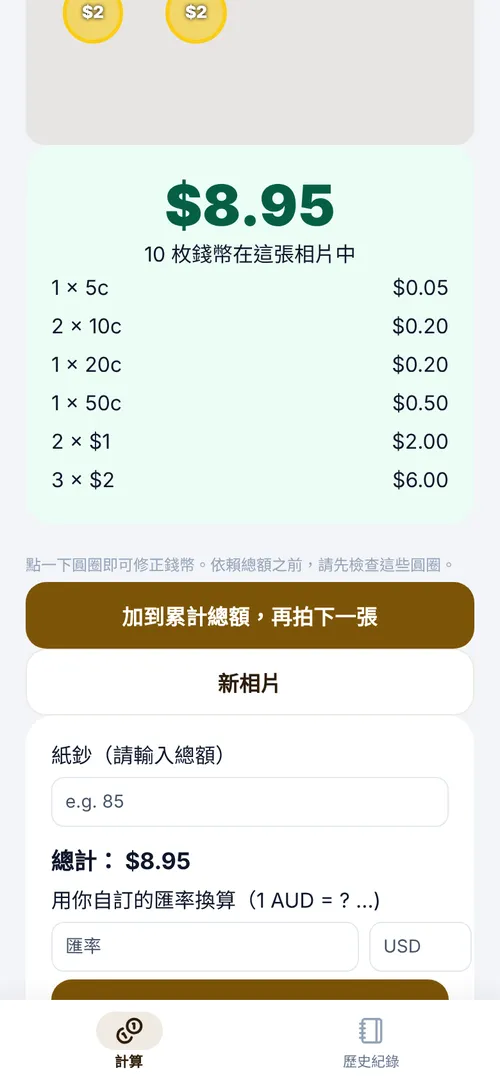 $2 $2
$8.95
10 枚錢幣在這張相片中
1 × 5c $0.05
2 × 10c $0.20
1 × 20c $0.20
1 × 50c $0.50
2 × $1 $2.00
3 × $2 $6.00
點一下圓圈即可修正錢幣。依賴總額之前，請先檢查這些圓圈。
加到累計總額，再拍下一張
新相片
紙鈔（請輸入總額）
e.g. 85
總計： $8.95
用你自訂的匯率換算（1 AUD = ? ...)
匯率 USD
計算 歷史紀錄